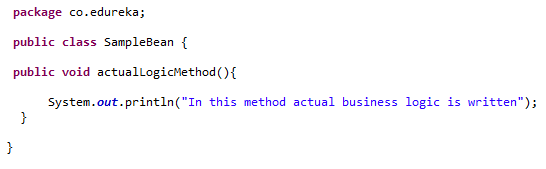 package co.edureka;
public class SampleBean {
public void actualLogicMethod(){
System.out.println("In this method actual business logic is written");
}
}